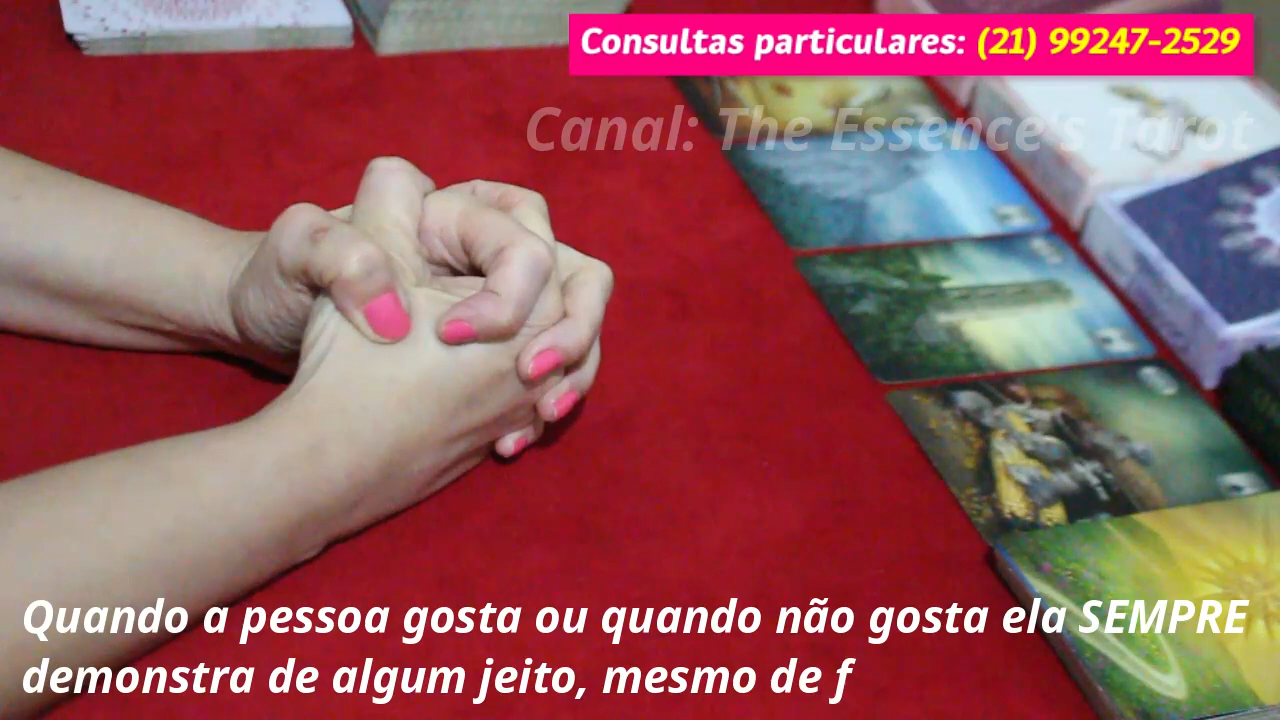 Consultas particulares: (21) 99247-2529
Canal: The Essence's Tarot
Quando a pessoa gosta ou quando não gosta ela SEMPRE
demonstra de algum jeito, mesmo de f